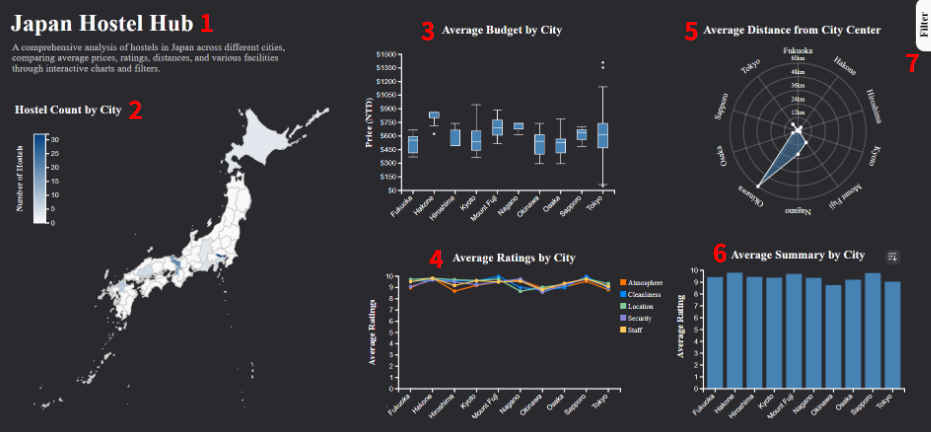 Japan Hostel Hub 1
A comprehensive analysis of hostels in Japan across different cities,
comparing average prices, ratings, distances, and various facilities
through interactive charts and filters.
Hostel Count by City 2
Number of Hostels
30
25
20
15
10
5
0
3 Average Budget by City
Price (NTD)
$1500
$1350
$1200
$1050
$900
$750
$600
$450
$300
$150
$0
Fukuoka
Hakone
Hiroshima
Kyoto
Mount Fuji
Nagano
Okinawa
Osaka
Sapporo
Tokyo
5 Average Distance from City Center
Fukuoka
Hakone
Hiroshima
Kyoto
Mount Fuji
Nagano
Okinawa
Osaka
Sapporo
Tokyo
60km
48km
36km
24km
12km
Filter
7
4 Average Ratings by City
Average Ratings
10
9
8
7
6
5
4
3
2
1
0
Fukuoka
Hakone
Hiroshima
Kyoto
Mount Fuji
Nagano
Okinawa
Osaka
Sapporo
Tokyo
Atmosphere
Cleanliness
Location
Security
Staff
6 Average Summary by City
Average Rating
10
9
8
7
6
5
4
3
2
1
0
Fukuoka
Hakone
Hiroshima
Kyoto
Mount Fuji
Nagano
Okinawa
Osaka
Sapporo
Tokyo